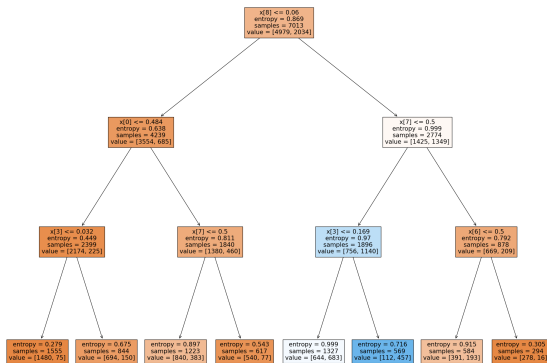 x[8] <= 0.06
entropy = 0.869
samples = 7013
value = [4979, 2034]
x[0] <= 0.484
entropy = 0.638
samples = 4239
value = [3554, 685]
x[7] <= 0.5
entropy = 0.999
samples = 2774
value = [1425, 1349]
x[3] <= 0.032
entropy = 0.449
samples = 2399
value = [2174, 225]
x[7] <= 0.5
entropy = 0.811
samples = 1840
value = [1380, 460]
x[3] <= 0.169
entropy = 0.97
samples = 1896
value = [756, 1140]
x[6] <= 0.5
entropy = 0.792
samples = 878
value = [669, 209]
entropy = 0.279
samples = 1555
value = [1480, 75]
entropy = 0.675
samples = 844
value = [694, 150]
entropy = 0.897
samples = 1223
value = [840, 383]
entropy = 0.543
samples = 617
value = [540, 77]
entropy = 0.999
samples = 1327
value = [644, 683]
entropy = 0.716
samples = 569
value = [112, 457]
entropy = 0.915
samples = 584
value = [391, 193]
entropy = 0.305
samples = 294
value = [278, 16]